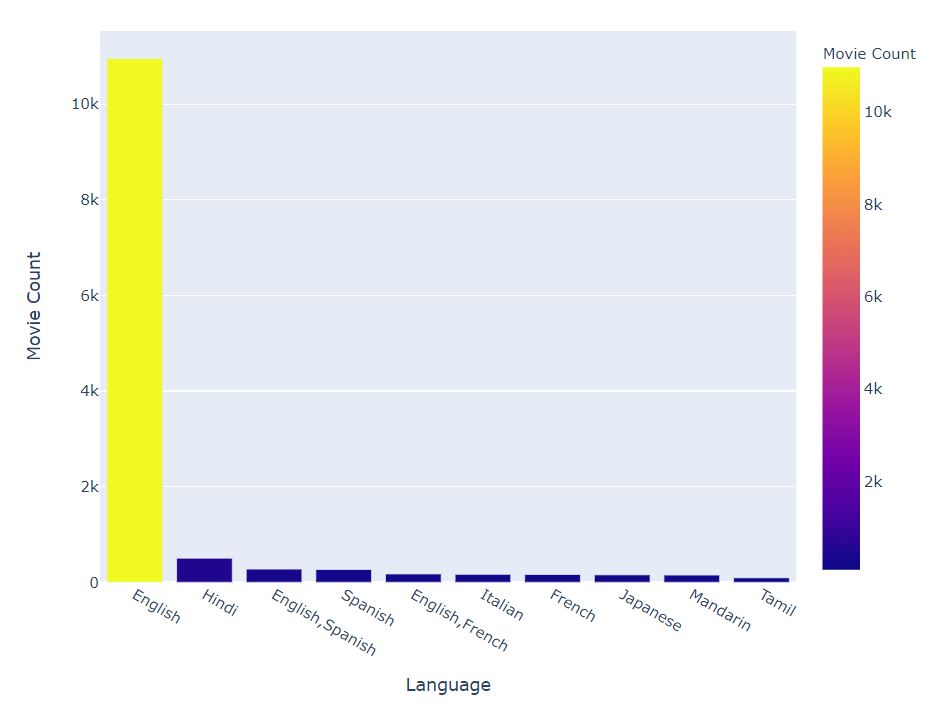 Movie Count
10k
8k
6k
4k
2k
0
English
Hindi
English,Spanish
Spanish
English,French
Italian
French
Japanese
Mandarin
Tamil
Language
Movie Count
10k
8k
6k
4k
2k